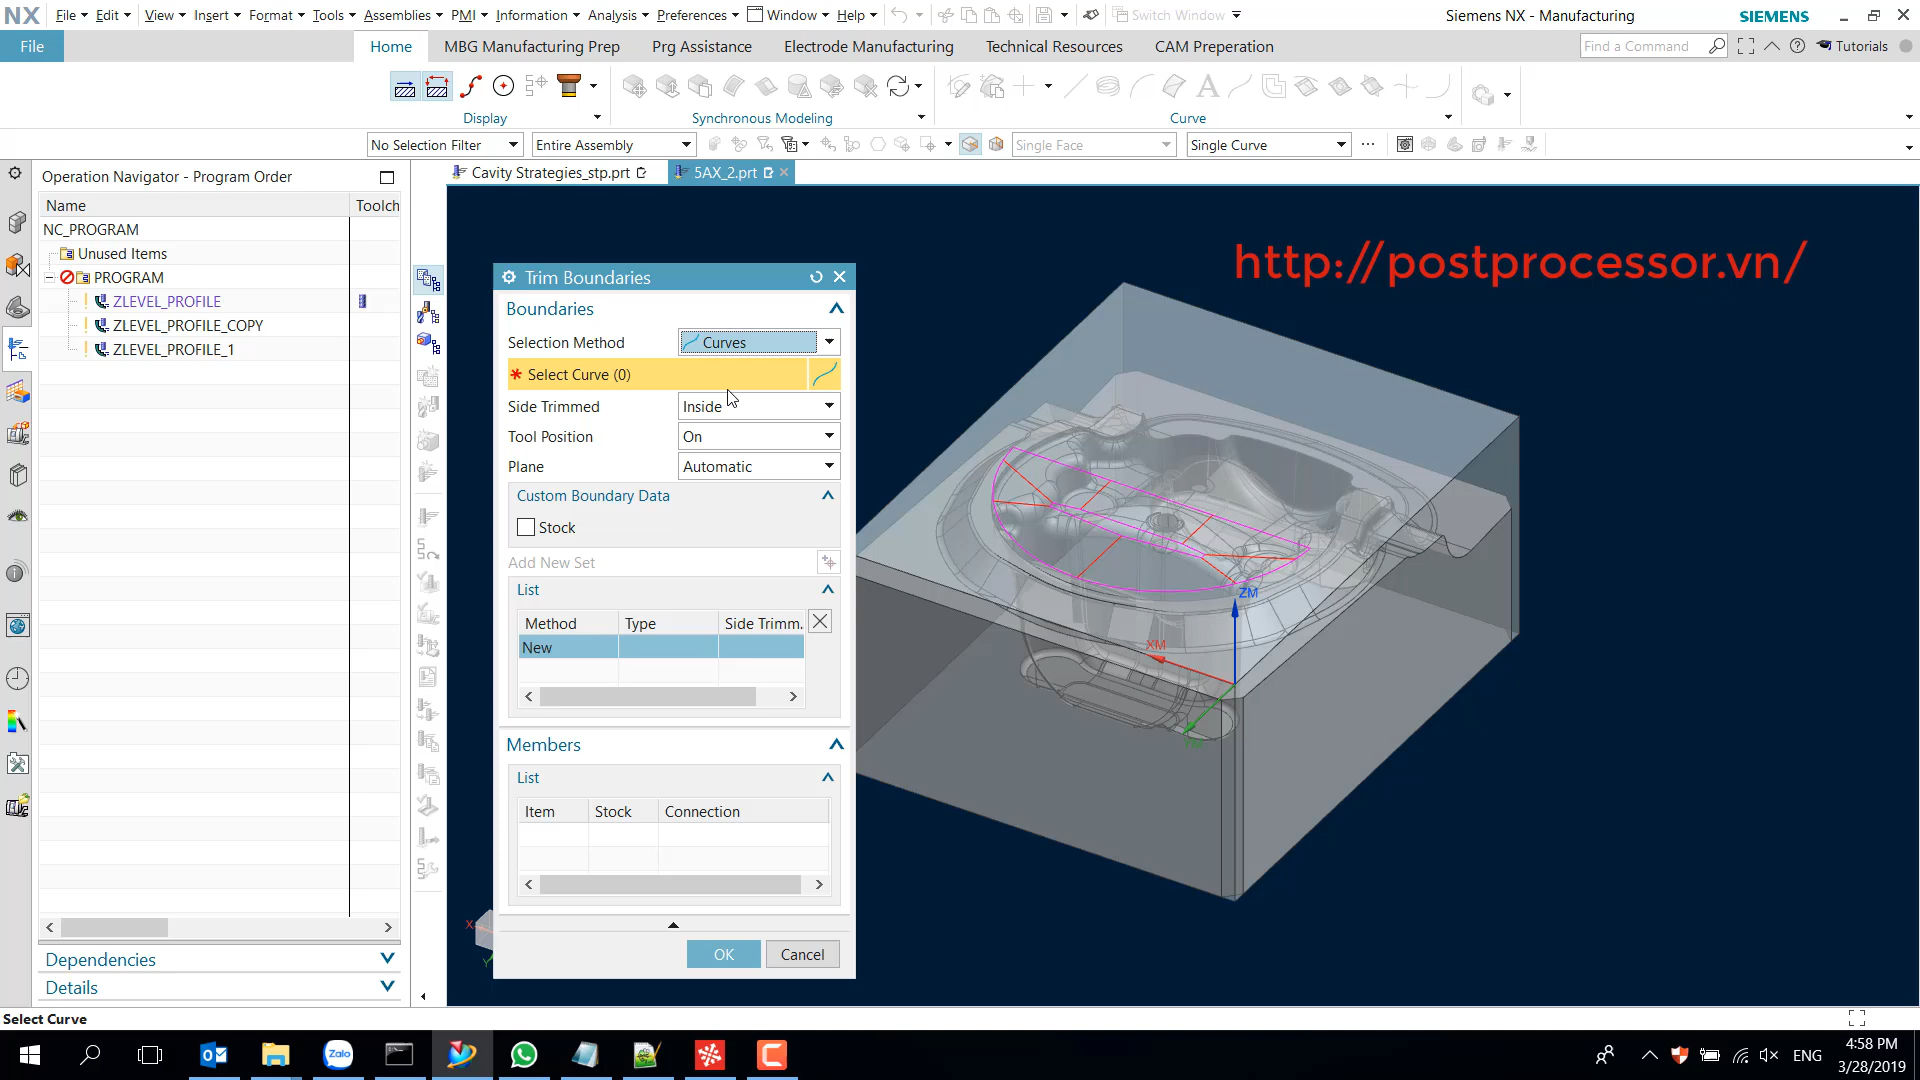 NX File Edit View Insert Format Tools Assemblies PMI Information Analysis Preferences Window Help Switch Window Siemens NX - Manufacturing SIEMENS
File Home MBG Manufacturing Prep Prg Assistance Electrode Manufacturing Technical Resources CAM Preperation Find a Command Tutorials
Display Synchronous Modeling Curve
No Selection Filter Entire Assembly Single Face Single Curve
Operation Navigator - Program Order
Cavity Strategies_stp.prt 5AX_2.prt
Name Toolch
NC_PROGRAM
Unused Items
PROGRAM
ZLEVEL_PROFILE
ZLEVEL_PROFILE_COPY
ZLEVEL_PROFILE_1
Dependencies
Details
http://postprocessor.vn/
Trim Boundaries
Boundaries
Selection Method Curves
* Select Curve (0)
Side Trimmed Inside
Tool Position On
Plane Automatic
Custom Boundary Data
Stock
Add New Set
List
Method Type Side Trimm.
New
Members
List
Item Stock Connection
OK Cancel
ZM
XM
YM
X
Y
Select Curve
Zalo
ENG
4:58 PM
3/28/2019